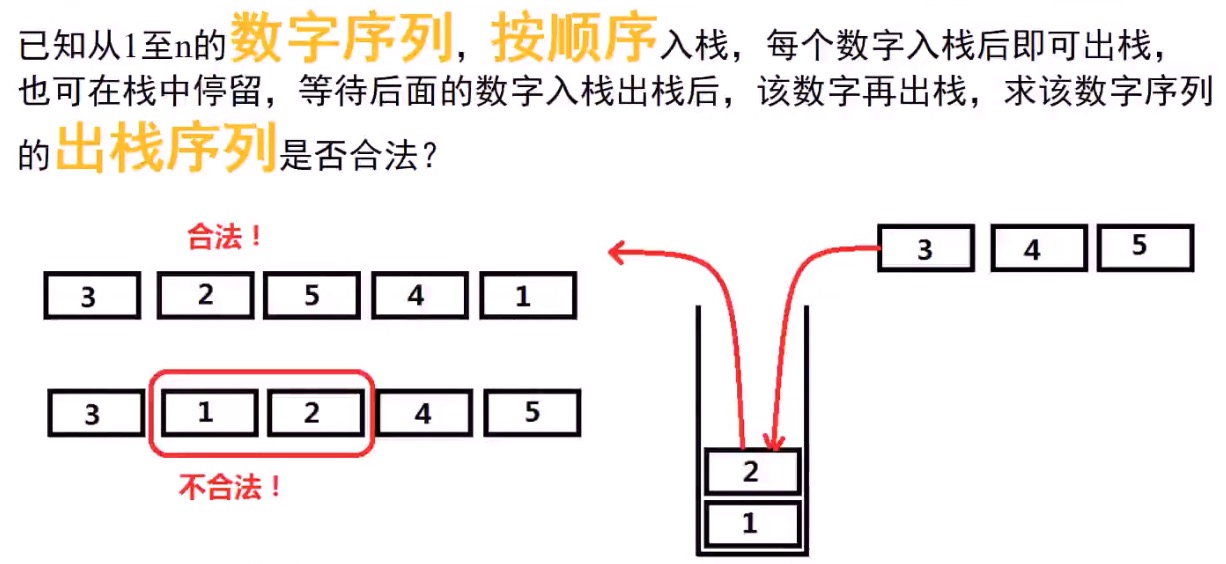 已知从1至n的数字序列，按顺序入栈，每个数字入栈后即可出栈，
也可在栈中停留，等待后面的数字入栈出栈后，该数字再出栈，求该数字序列
的出栈序列是否合法？
合法！
3 4 5
3 2 5 4 1
3 1 2 4 5
不合法！
2
1